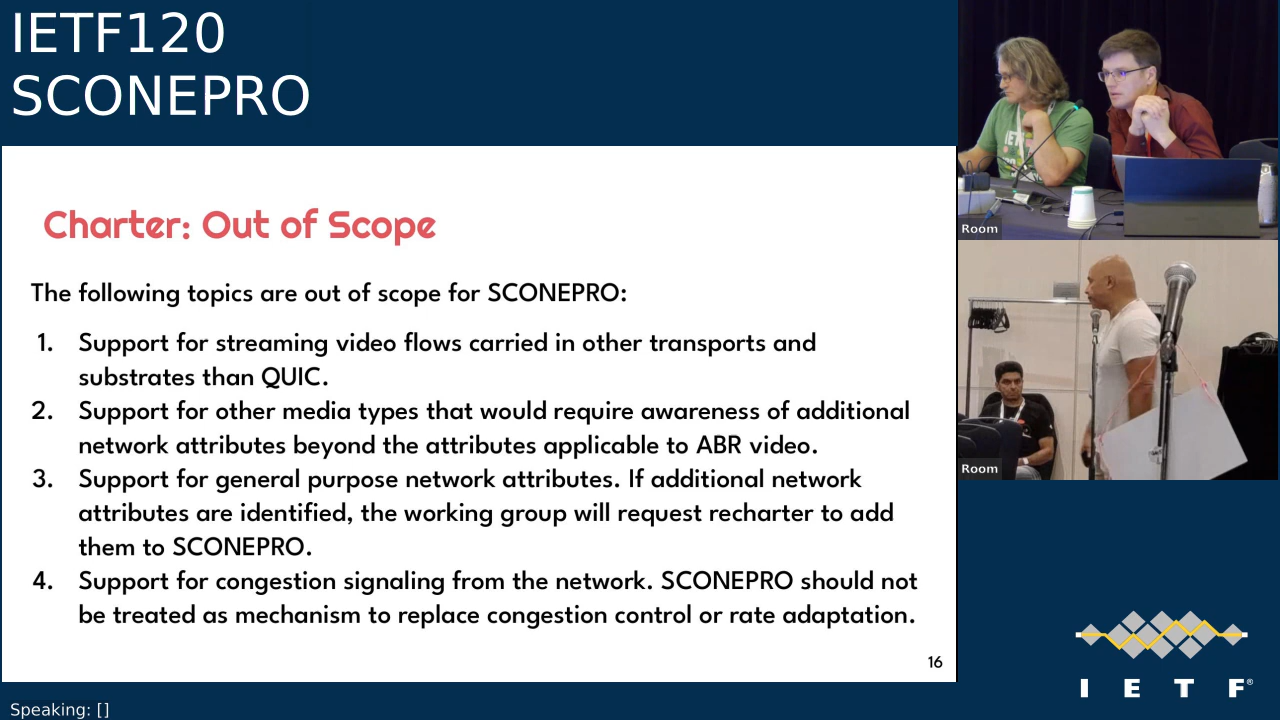 IETF120
SCONEPRO
Charter: Out of Scope
The following topics are out of scope for SCONEPRO:
1. Support for streaming video flows carried in other transports and
substrates than QUIC.
2. Support for other media types that would require awareness of additional
network attributes beyond the attributes applicable to ABR video.
3. Support for general purpose network attributes. If additional network
attributes are identified, the working group will request recharter to add
them to SCONEPRO.
4. Support for congestion signaling from the network. SCONEPRO should not
be treated as mechanism to replace congestion control or rate adaptation.
16
Speaking: []
IETF
Room
Room
I E T F®